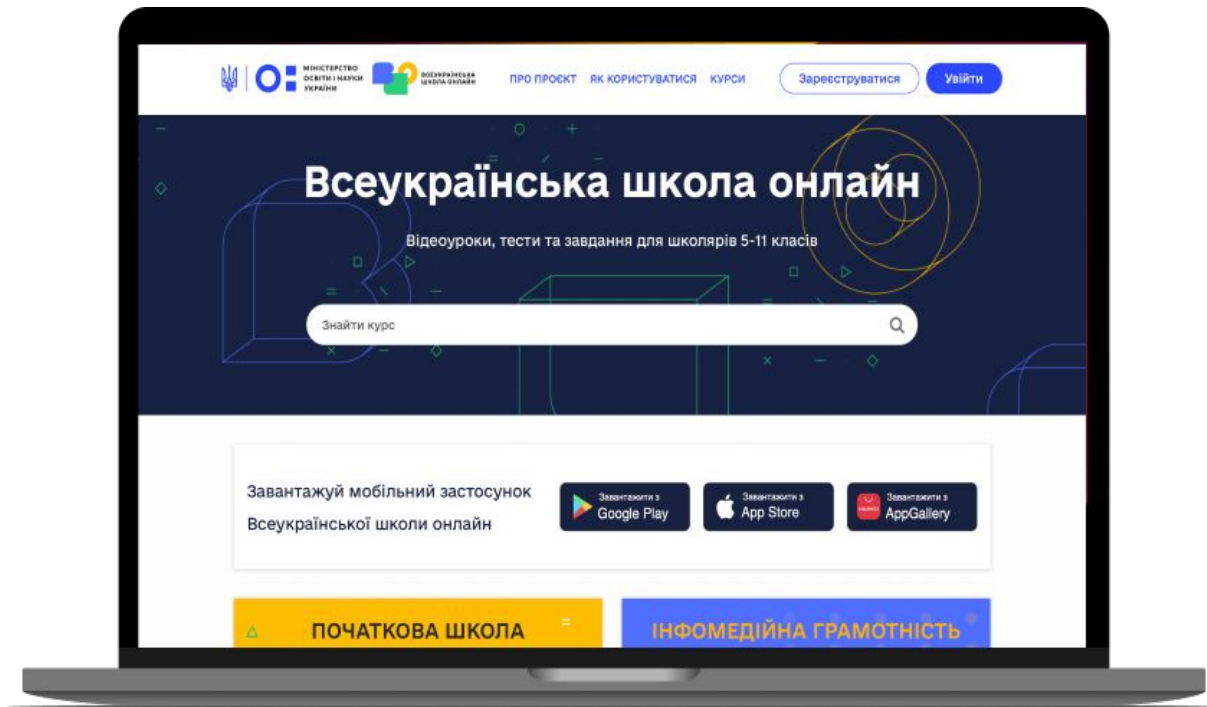 МІНІСТЕРСТВО
ОСВІТИ І НАУКИ
УКРАЇНИ
ВСЕУКРАЇНСЬКА
ШКОЛА ОНЛАЙН
ПРО ПРОЄКТ ЯК КОРИСТУВАТИСЯ КУРСИ Зареєструватися Увійти
Всеукраїнська школа онлайн
Відеоуроки, тести та завдання для школярів 5-11 класів
Знайти курс
Завантажуй мобільний застосунок
Всеукраїнської школи онлайн
Завантажити з
Google Play
Завантажити з
App Store
Завантажити з
AppGallery
HUAWEI
ПОЧАТКОВА ШКОЛА
ІНФОМЕДІЙНА ГРАМОТНІСТЬ